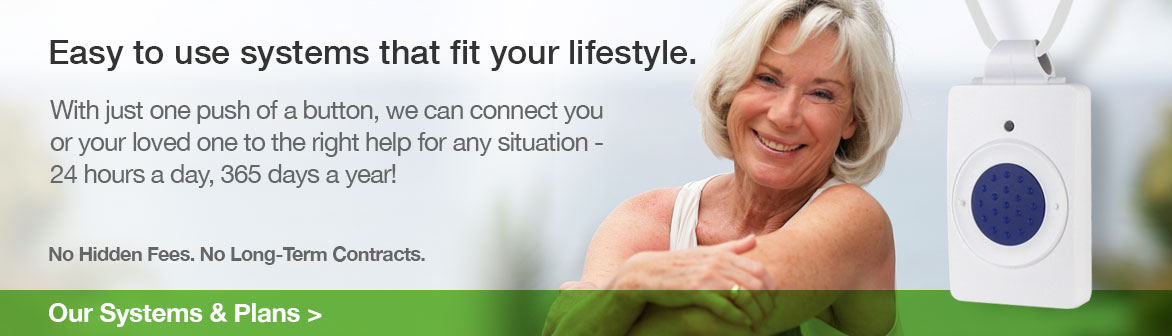 Easy to use systems that fit your lifestyle.
With just one push of a button, we can connect you
or your loved one to the right help for any situation -
24 hours a day, 365 days a year!
No Hidden Fees. No Long-Term Contracts.
Our Systems & Plans >